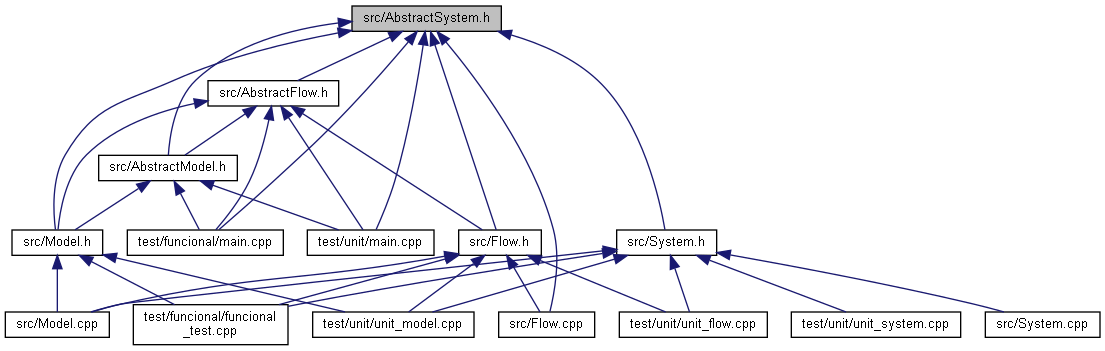 src/AbstractSystem.h
src/AbstractFlow.h
src/AbstractModel.h
src/Model.h
test/funcional/main.cpp
test/unit/main.cpp
src/Flow.h
src/System.h
src/Model.cpp
test/funcional/funcional
_test.cpp
test/unit/unit_model.cpp
src/Flow.cpp
test/unit/unit_flow.cpp
test/unit/unit_system.cpp
src/System.cpp